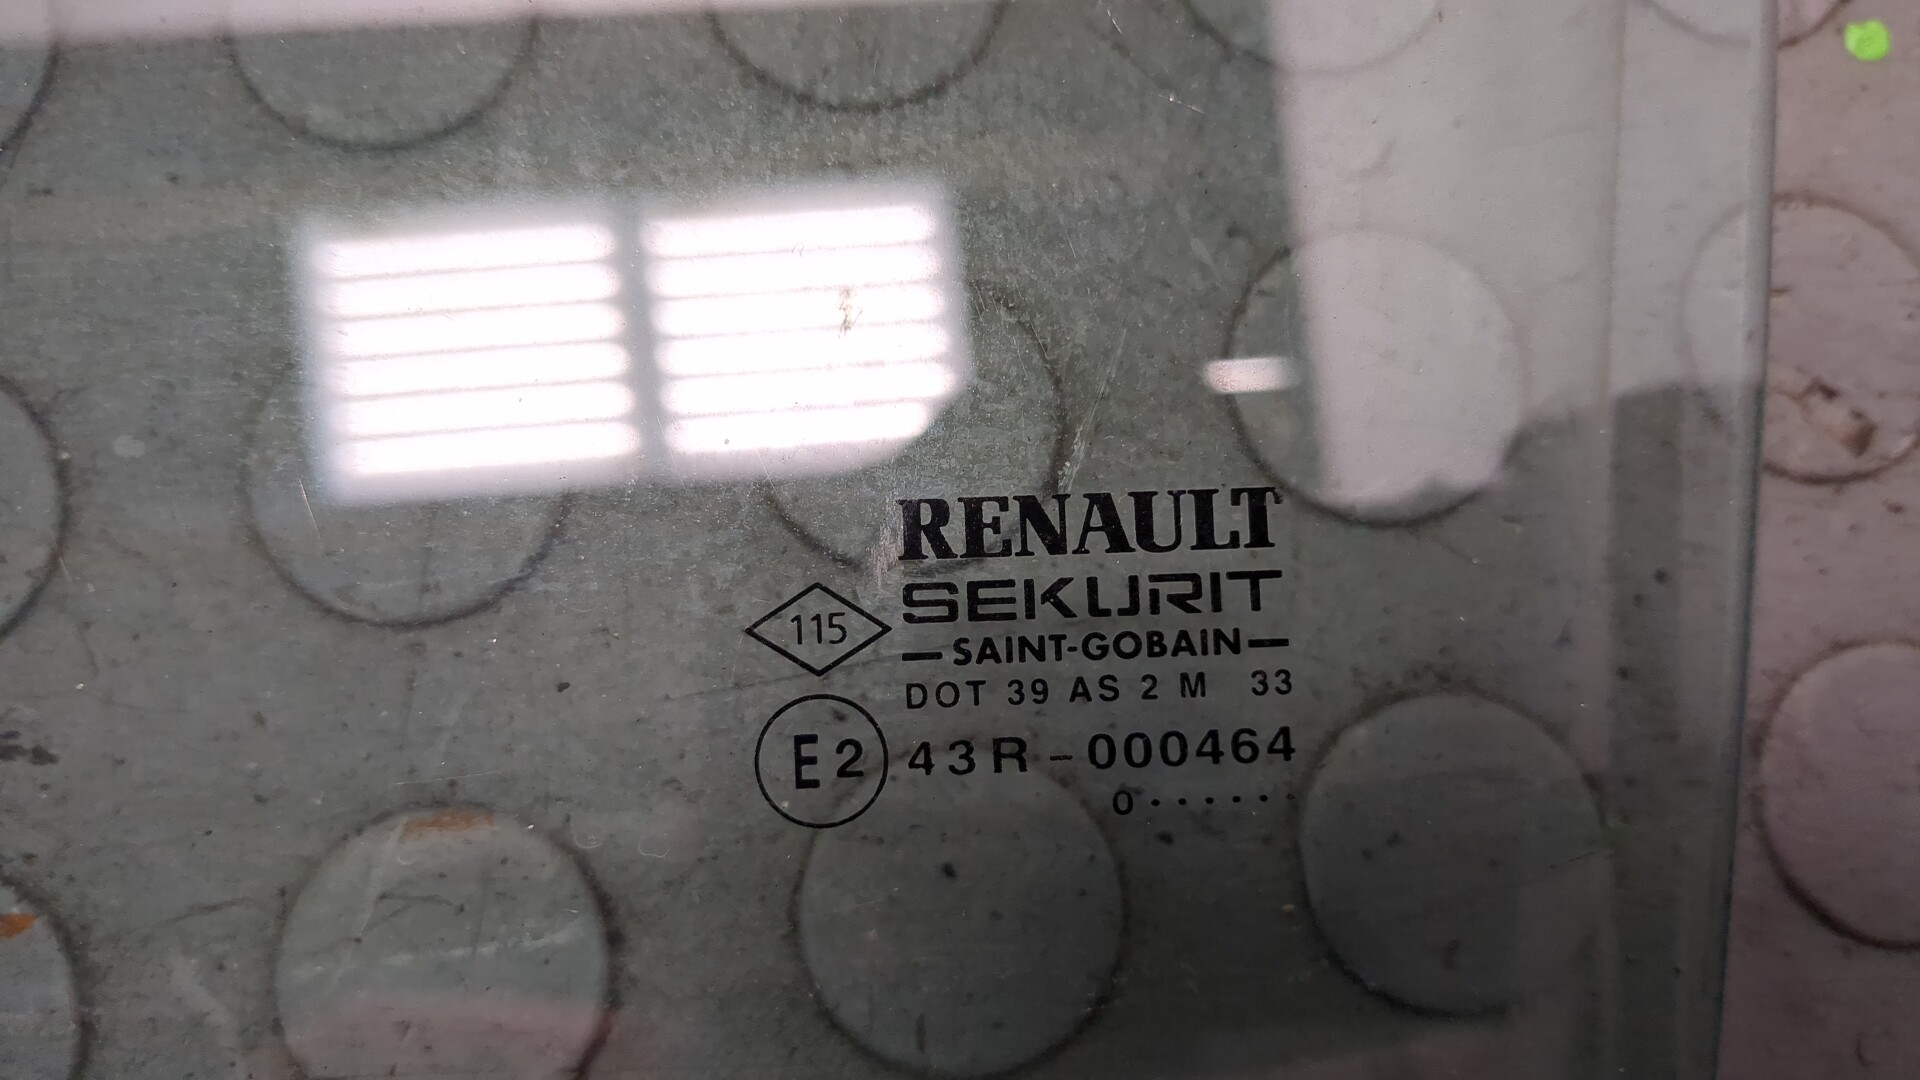 RENAULT
SEKURIT
115
—SAINT-GOBAIN—
DOT 39 AS 2 M 33
E2 43R-000464
0······